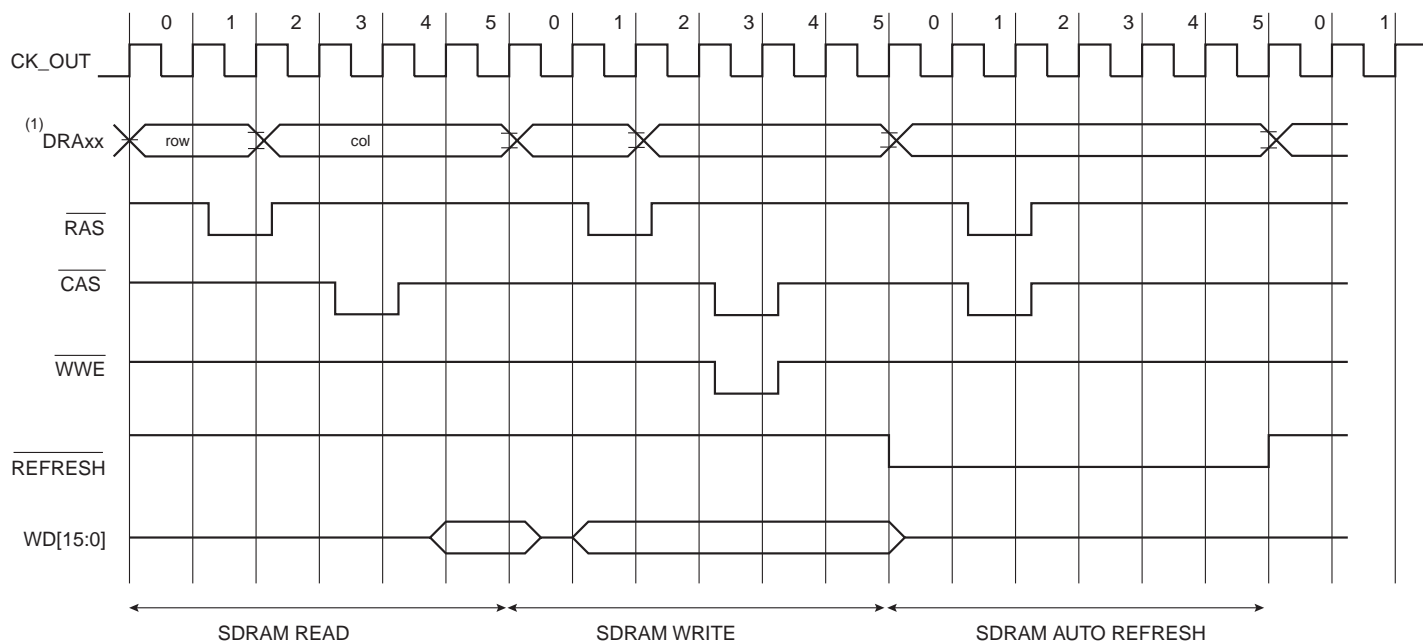 0 1 2 3 4 5 0 1 2 3 4 5 0 1 2 3 4 5 0 1
CK_OUT
(1)DRAxx
row col
RAS
CAS
WWE
REFRESH
WD[15:0]
SDRAM READ SDRAM WRITE SDRAM AUTO REFRESH